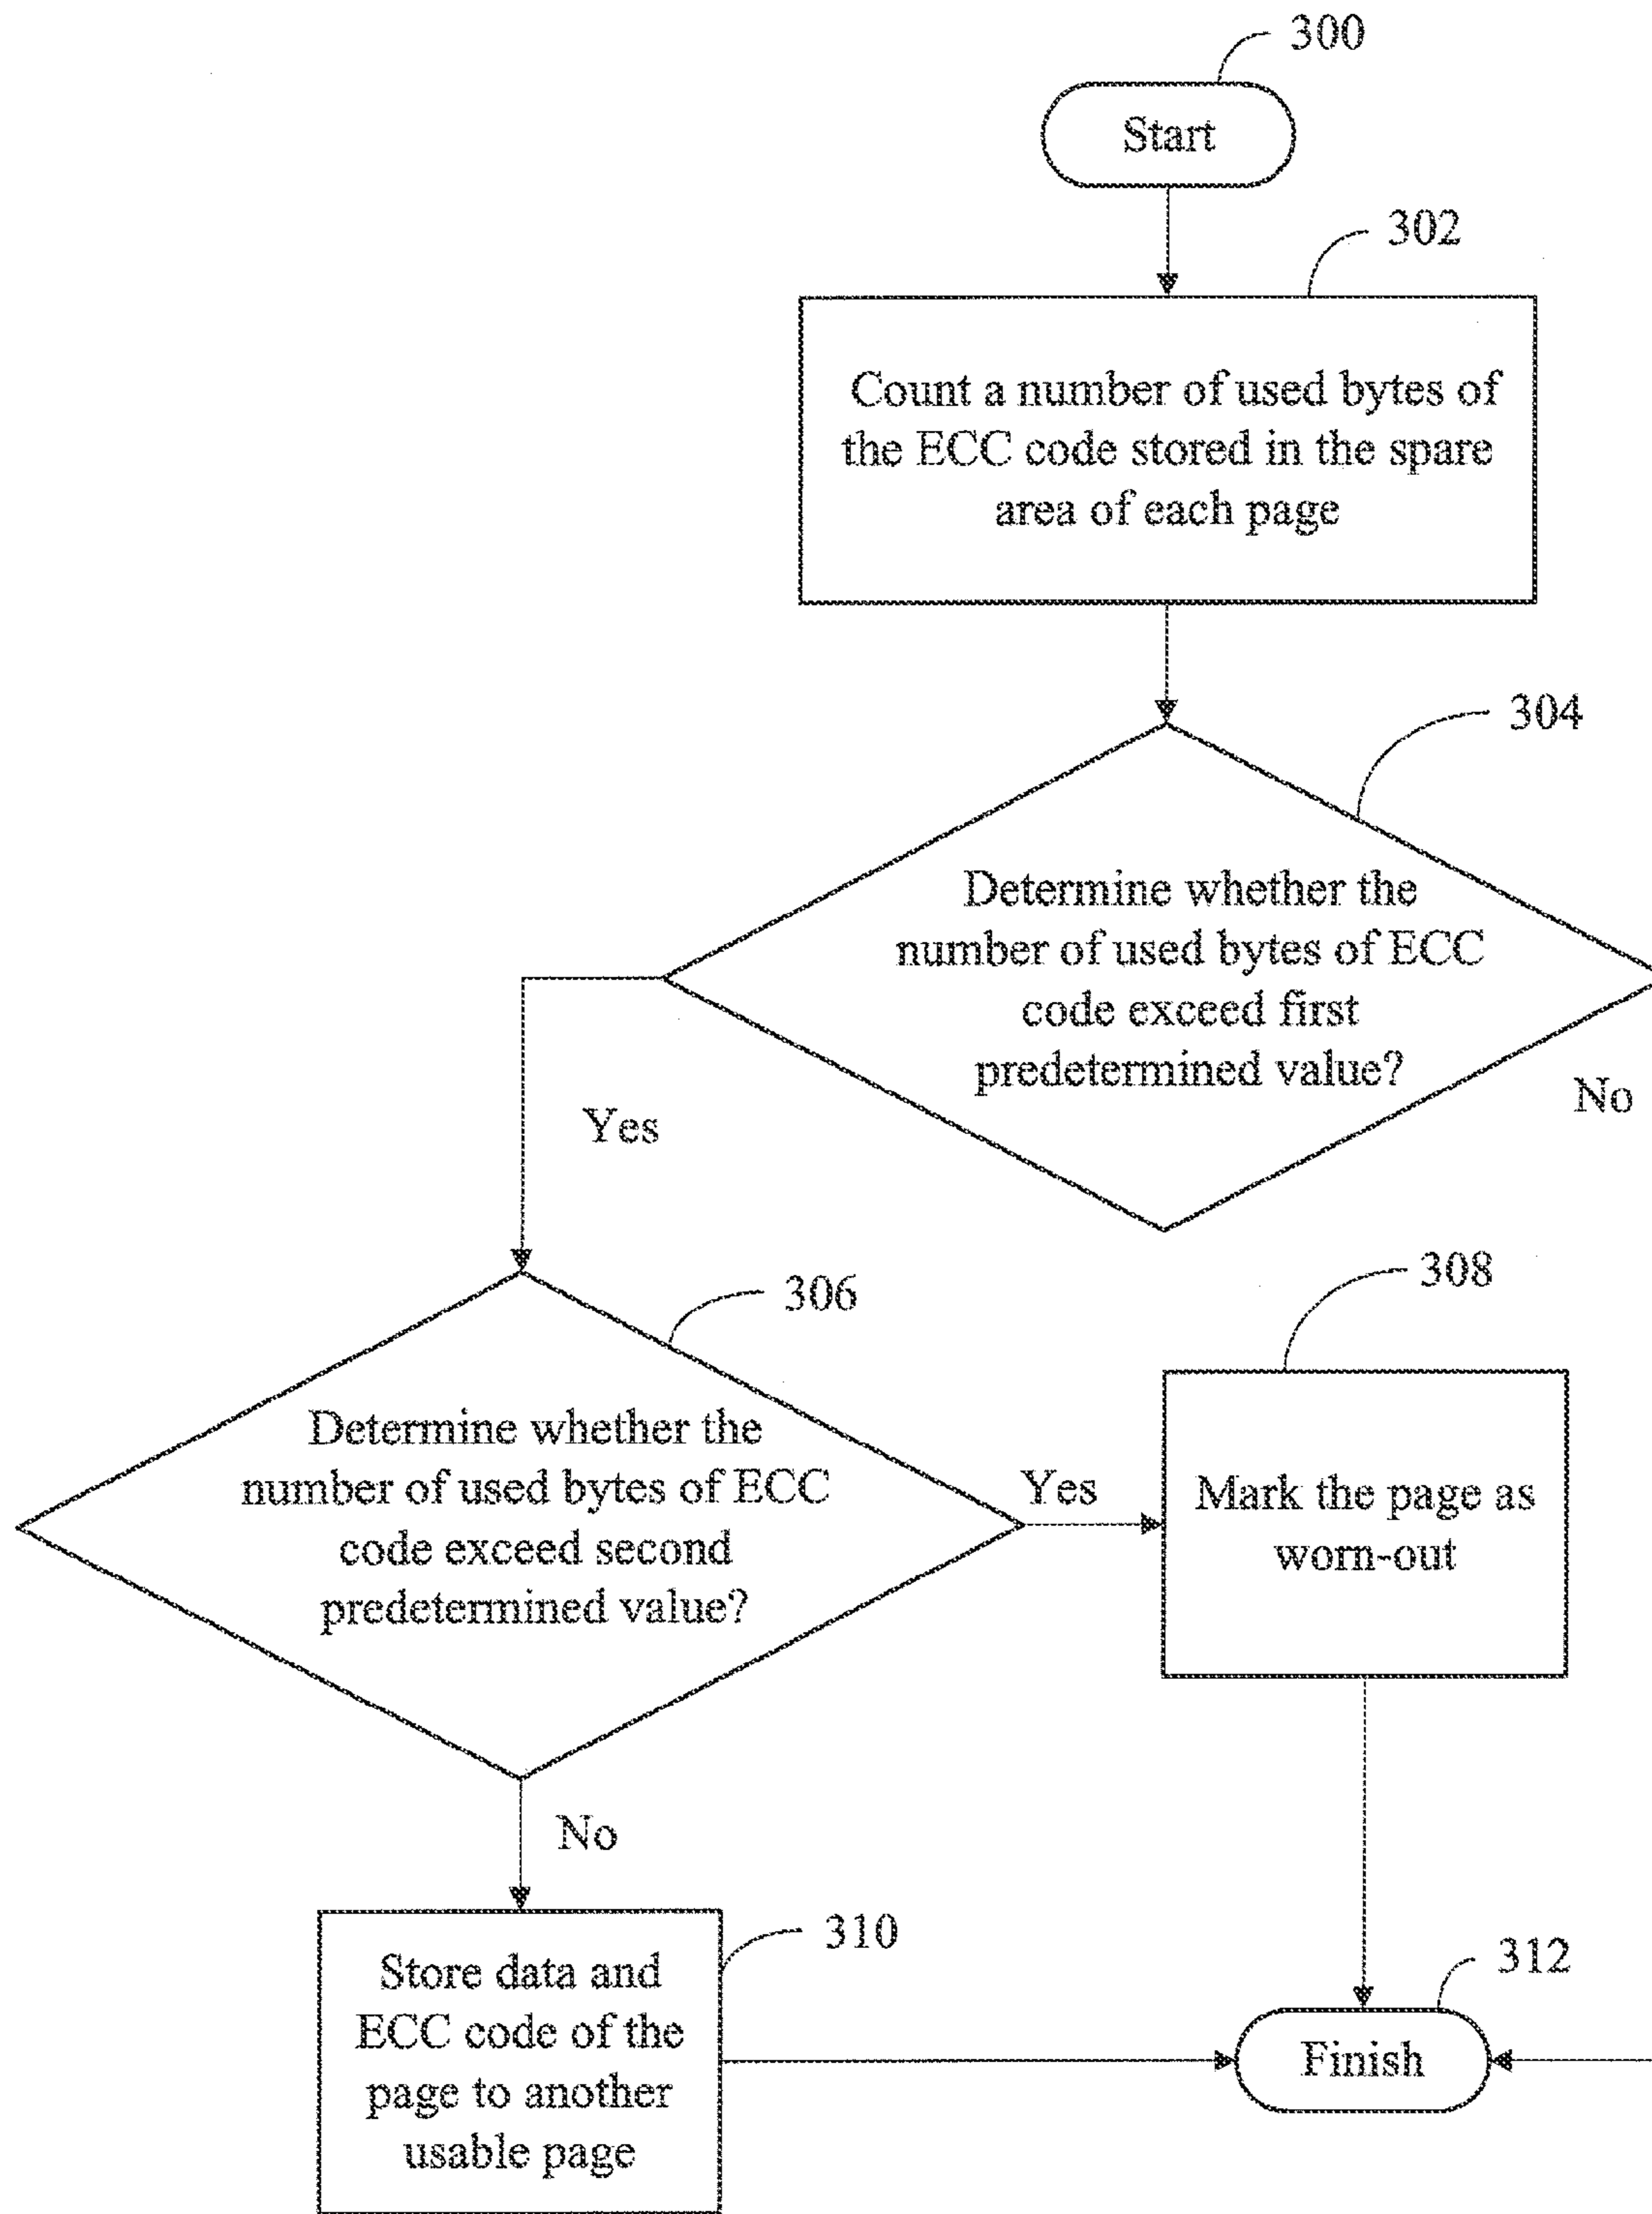 300
Start
302
Count a number of used bytes of
the ECC code stored in the spare
area of each page
304
Determine whether the
number of used bytes of ECC
code exceed first
predetermined value?
No
Yes
306
308
Determine whether the
number of used bytes of ECC
code exceed second
predetermined value?
Yes
Mark the page as
worn-out
No
310
Store data and
ECC code of the
page to another
usable page
312
Finish